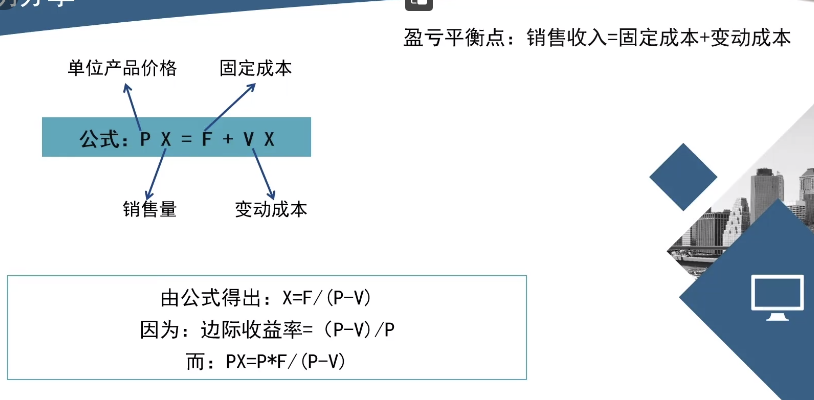 盈亏平衡点：销售收入=固定成本+变动成本
单位产品价格 固定成本
公式：P X = F + V X
销售量 变动成本
由公式得出：X=F/(P-V)
因为：边际收益率=（P-V)/P
而：PX=P*F/(P-V)